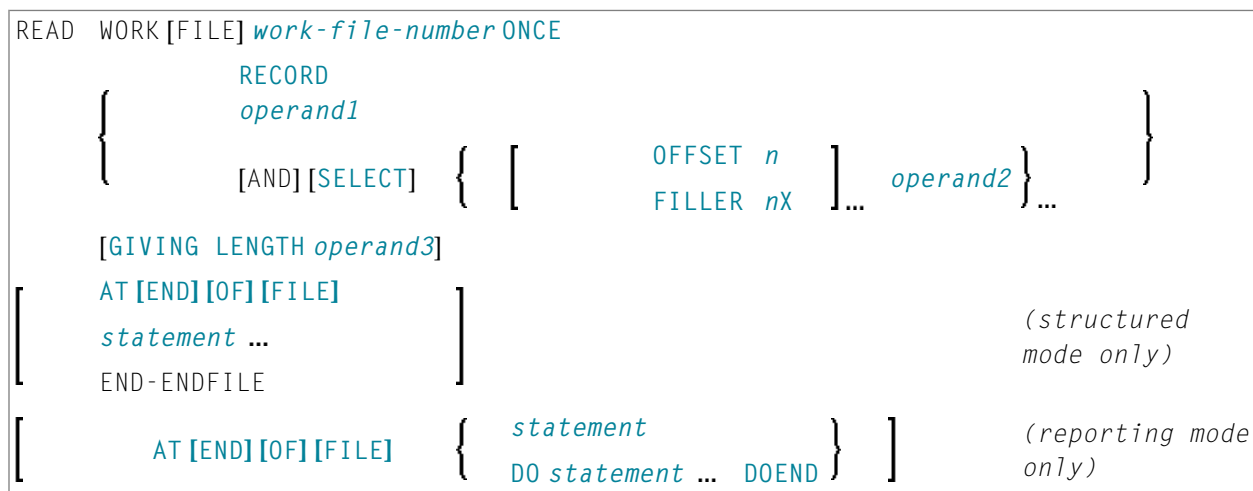 READ WORK [FILE] work-file-number ONCE
RECORD
operand1
[AND] [SELECT] { [ OFFSET n
FILLER nX ]... operand2 }...
[GIVING LENGTH operand3]
AT [END] [OF] [FILE]
statement ...
END-ENDFILE
(structured
mode only)
AT [END] [OF] [FILE]
statement
DO statement ... DOEND
(reporting mode
only)